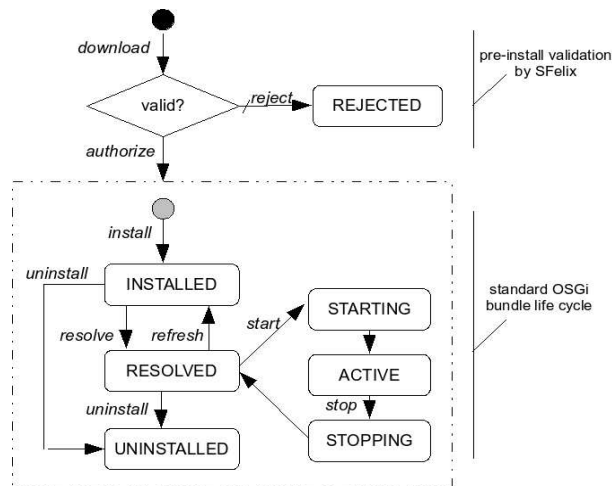 download
pre-install validation
by SFelix
valid?
reject
REJECTED
authorize
install
uninstall
INSTALLED
standard OSGi
bundle life cycle
STARTING
start
resolve
refresh
RESOLVED
ACTIVE
uninstall
stop
UNINSTALLED
STOPPING